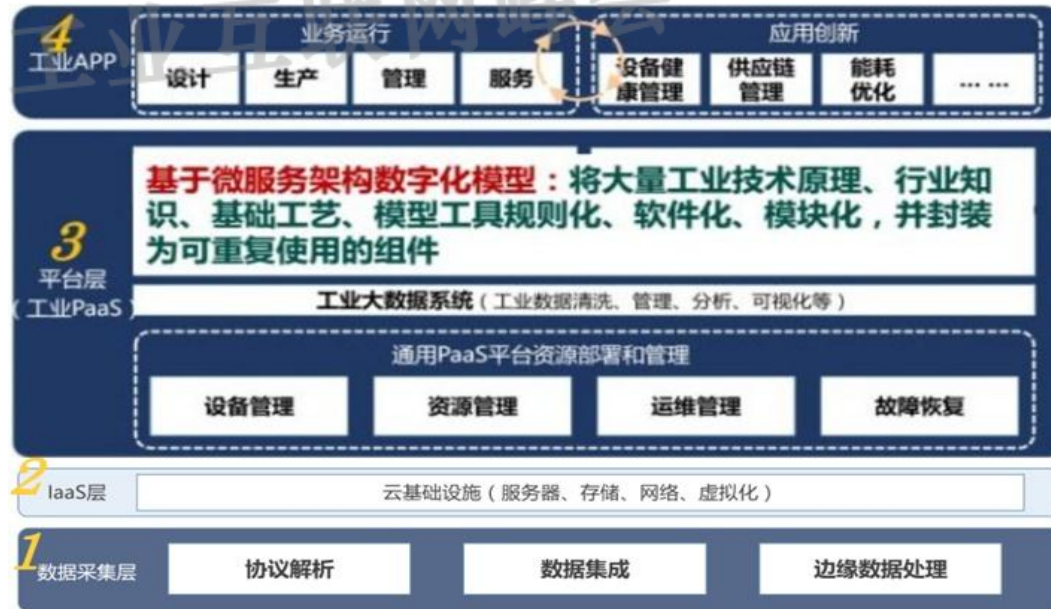 工业互联网峰会
4
工业APP
业务运行
设计
生产
管理
服务
应用创新
设备健
康管理
供应链
管理
能耗
优化
... ...
3
平台层
(工业PaaS)
基于微服务架构数字化模型：将大量工业技术原理、行业知
识、基础工艺、模型工具规则化、软件化、模块化，并封装
为可重复使用的组件
工业大数据系统（工业数据清洗、管理、分析、可视化等）
通用PaaS平台资源部署和管理
设备管理
资源管理
运维管理
故障恢复
2
IaaS层
云基础设施（服务器、存储、网络、虚拟化）
1
数据采集层
协议解析
数据集成
边缘数据处理